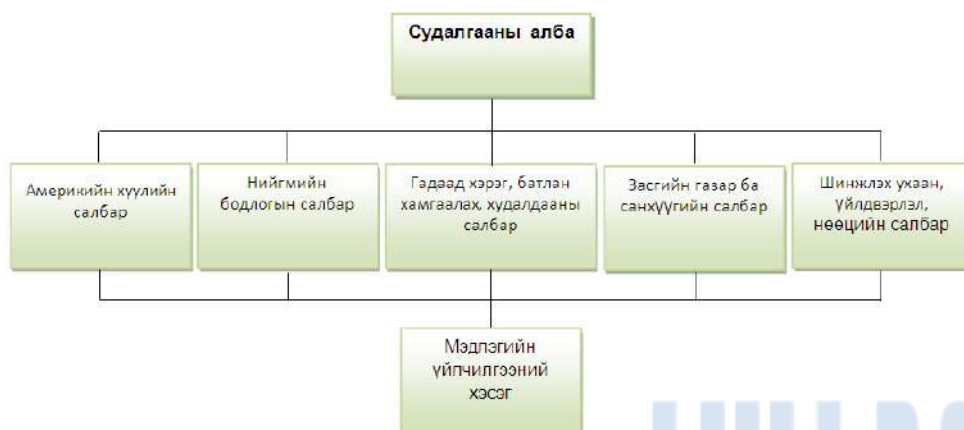 Судалгааны алба
Америкийн хуулийн
салбар
Нийгмийн
бодлогын салбар
Гадаад хэрэг, батлан
хамгаалах, худалдааны
салбар
Засгийн газар ба
санхүүгийн салбар
Шинжлэх ухаан,
үйлдвэрлэл,
нөөцийн салбар
Мэдлэгийн
үйлчилгээний
хэсэг